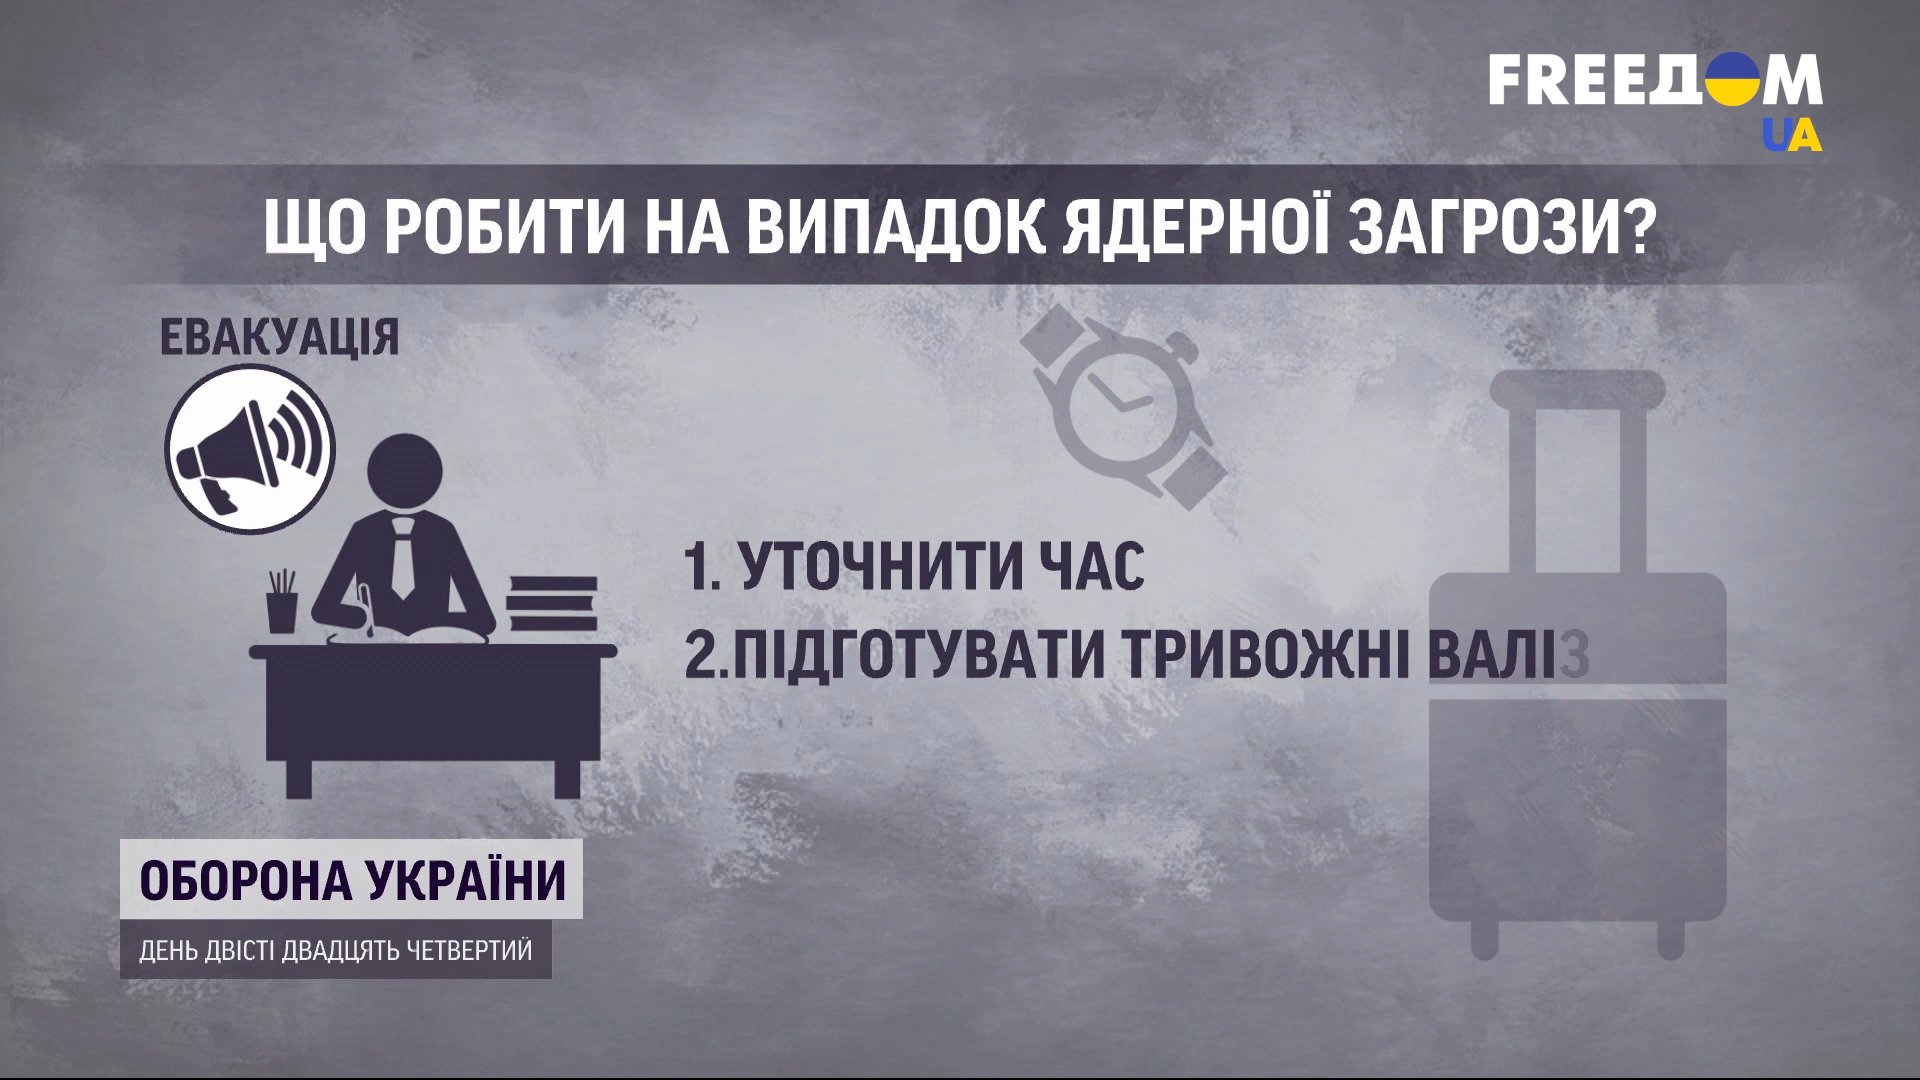 FREEДOM
UA
ЩО РОБИТИ НА ВИПАДОК ЯДЕРНОЇ ЗАГРОЗИ?
ЕВАКУАЦІЯ
1. УТОЧНИТИ ЧАС
2.ПІДГОТУВАТИ ТРИВОЖНІ ВАЛІЗ
ОБОРОНА УКРАЇНИ
ДЕНЬ ДВІСТІ ДВАДЦЯТЬ ЧЕТВЕРТИЙ